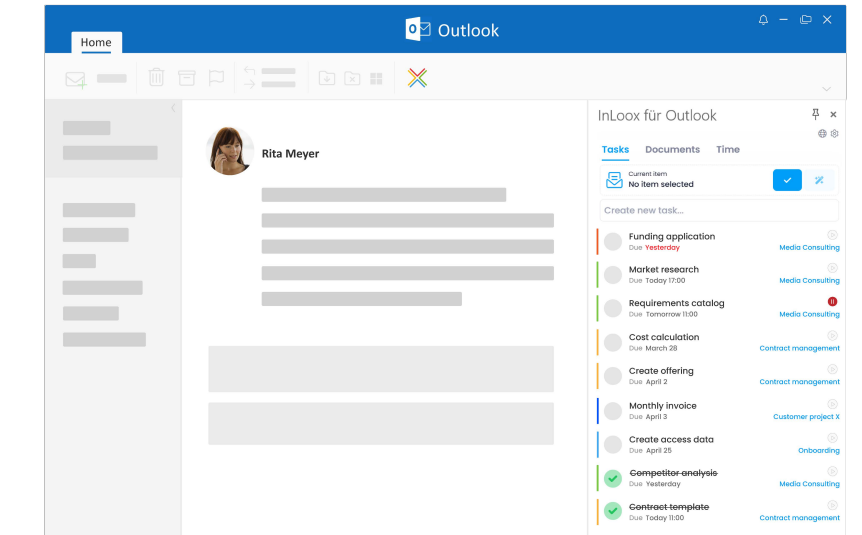 Outlook
Home
InLoox für Outlook
Tasks Documents Time
Current item
No item selected
Create new task...
Rita Meyer
Funding application
Due Yesterday Media Consulting
Market research
Due Today 17:00 Media Consulting
Requirements catalog
Due Tomorrow 11:00 Media Consulting
Cost calculation
Due March 28 Contract management
Create offering
Due April 2 Contract management
Monthly invoice
Due April 3 Customer project X
Create access data
Due April 25 Onboarding
Competitor analysis
Due Yesterday Media Consulting
Contract template
Due Today 11:00 Contract management